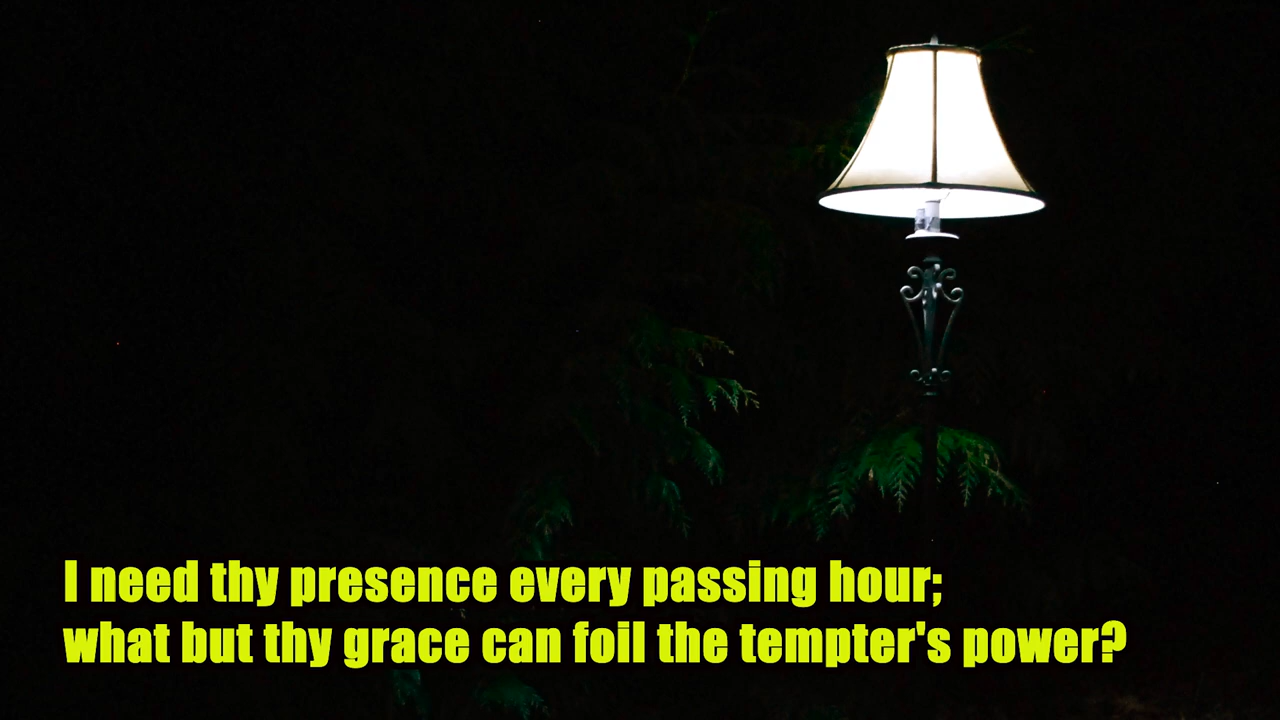 I need thy presence every passing hour;
what but thy grace can foil the tempter's power?